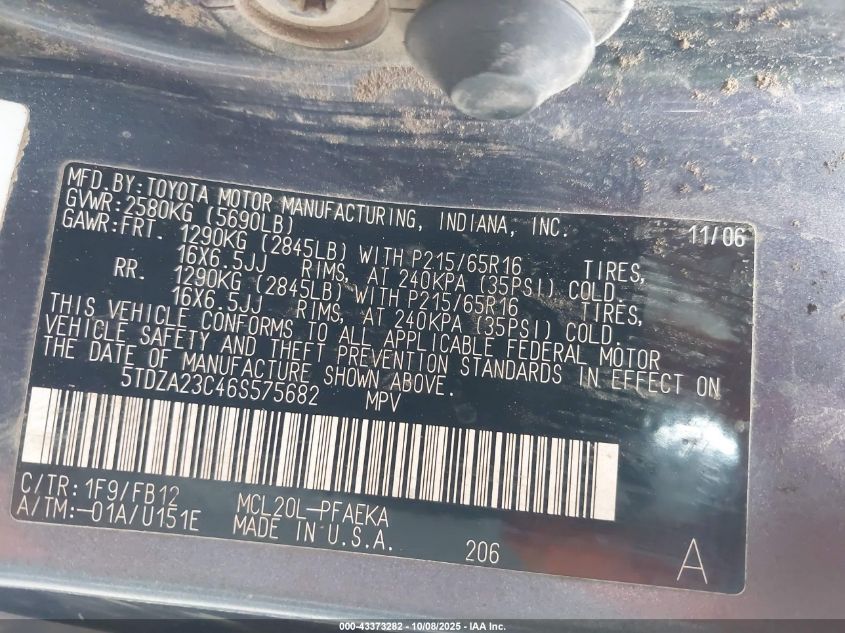 MFD.BY:TOYOTA MOTOR MANUFACTURING, INDIANA, INC. 11/06
GVWR:2580KG (5690LB)
GAWR:FRT. 1290KG (2845LB) WITH P215/65R16 TIRES,
16X6.5JJ RIMS, AT 240KPA (35PSI) COLD.
RR. 1290KG (2845LB) WITH P215/65R16 TIRES,
16X6.5JJ RIMS, AT 240KPA (35PSI) COLD.
THIS VEHICLE CONFORMS TO ALL APPLICABLE FEDERAL MOTOR
VEHICLE SAFETY AND THEFT PREVENTION STANDARDS IN EFFECT ON
THE DATE OF MANUFACTURE SHOWN ABOVE.
5TDZA23C46S575682 MPV
C/TR:1F9/FB12 MCL20L-PFAEKA
A/TM:-01A/U151E MADE IN U.S.A. 206 A
000-43373282 - 10/08/2025 - IAA Inc.